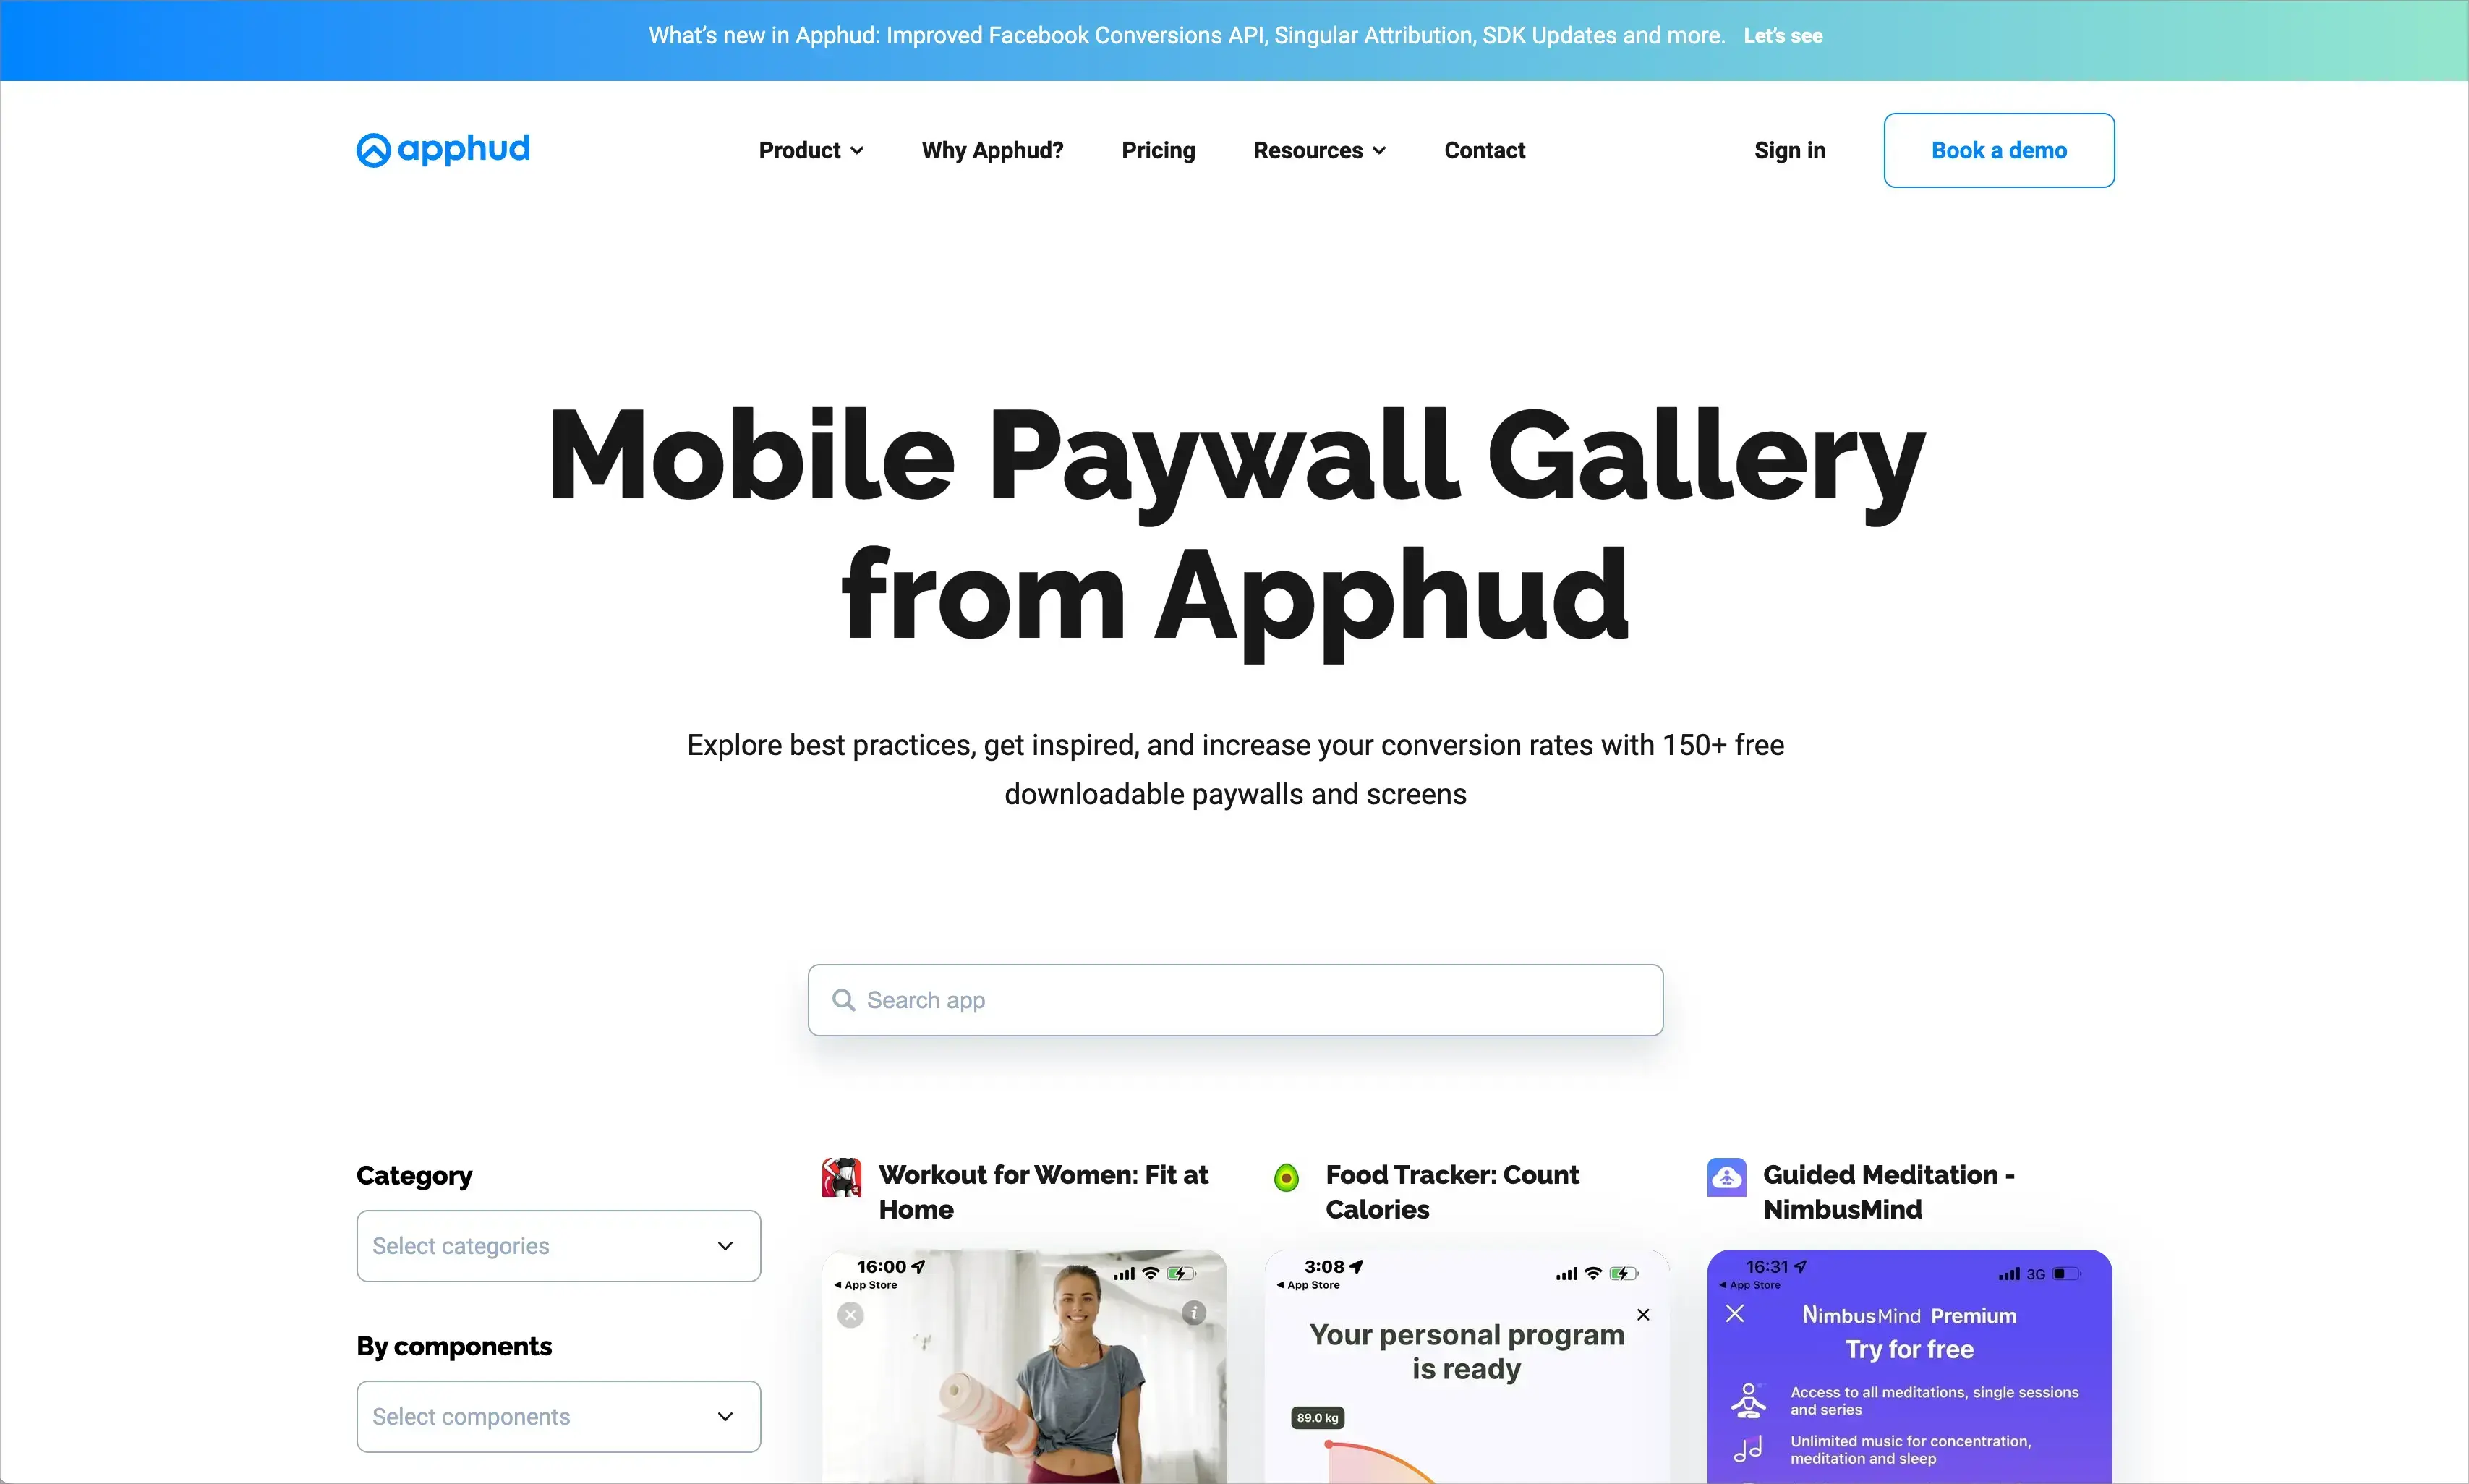 What's new in Apphud: Improved Facebook Conversions API, Singular Attribution, SDK Updates and more. Let's see
apphud
Product
Why Apphud?
Pricing
Resources
Contact
Sign in
Book a demo
Mobile Paywall Gallery
from Apphud
Explore best practices, get inspired, and increase your conversion rates with 150+ free
downloadable paywalls and screens
Search app
Category
Select categories
By components
Select components
Workout for Women: Fit at
Home
16:00
App Store
Food Tracker: Count
Calories
3:08
App Store
Your personal program
is ready
89.0 kg
Guided Meditation -
NimbusMind
16:31
3G
App Store
NimbusMind Premium
Try for free
Access to all meditations, single sessions
and series
Unlimited music for concentration,
meditation and sleep